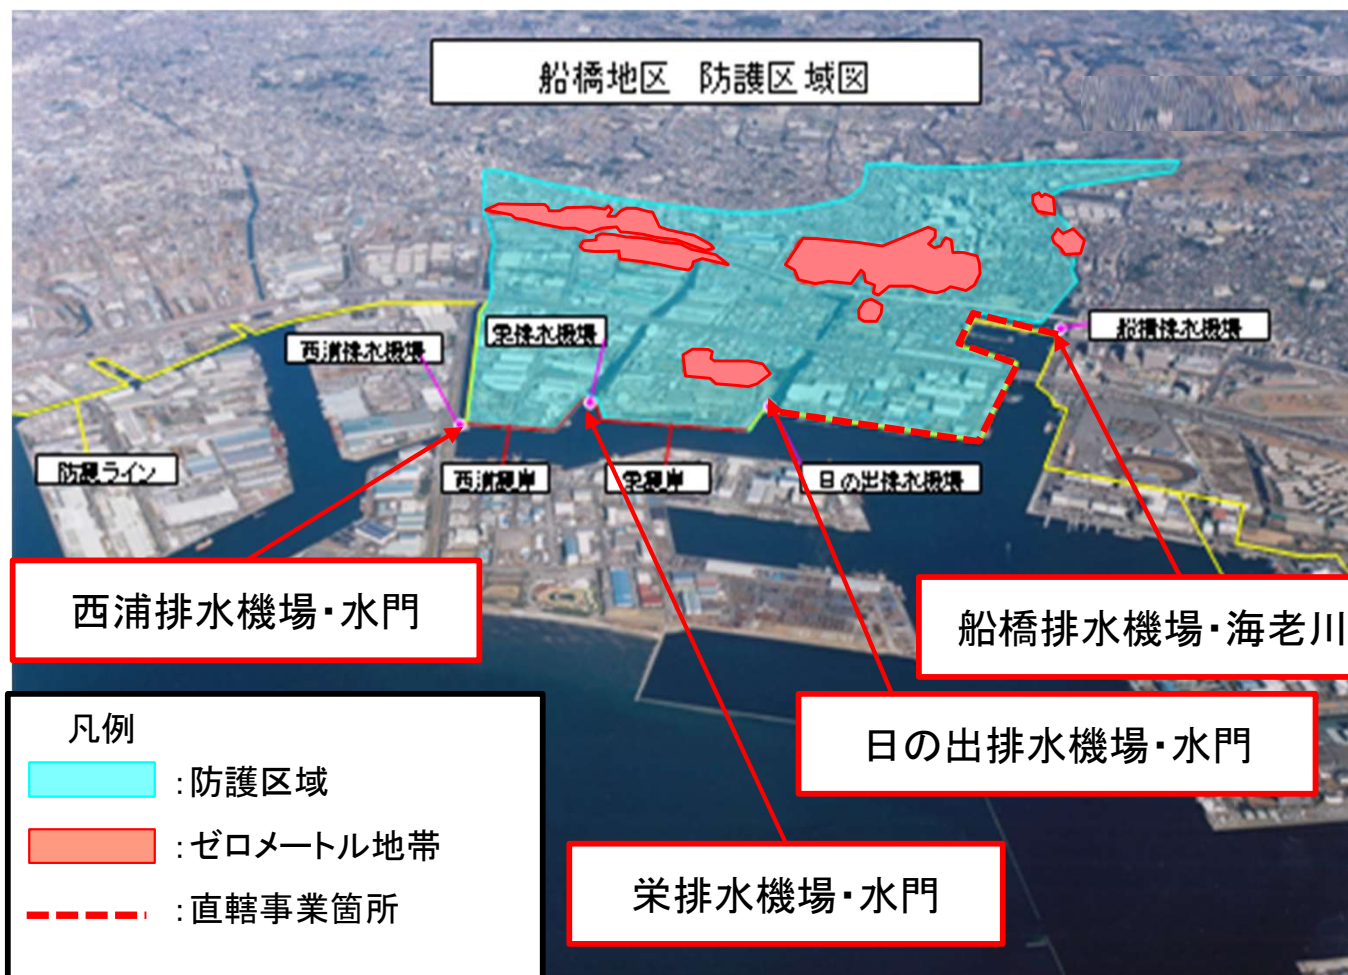 船橋地区　防護区域図
栄排水機場
船橋排水機場
西浦排水機場
防護ライン
西浦護岸
栄護岸
日の出排水機場
西浦排水機場・水門
船橋排水機場・海老川
日の出排水機場・水門
栄排水機場・水門
凡例
：防護区域
：ゼロメートル地帯
：直轄事業箇所